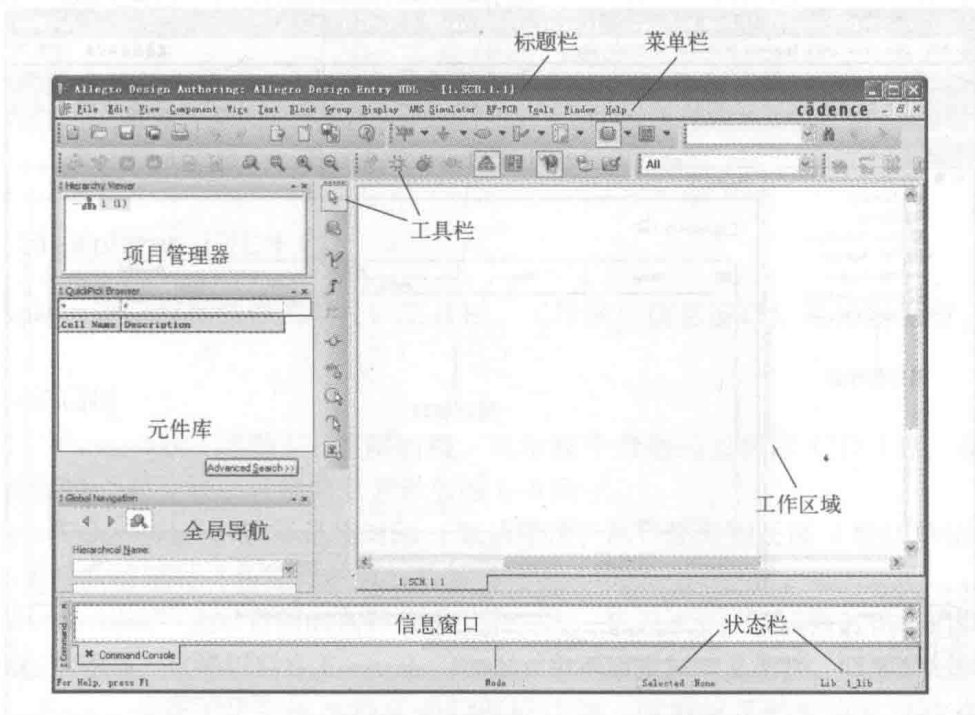 标题栏 菜单栏
Allegro Design Authoring: Allegro Design Entry HDL - [1.SCH.1.1]
File Edit View Component Wire Text Block Group Display AMS Simulator RF-PCB Tools Window Help
cādence
All
Hierarchy Viewer
1 (1)
项目管理器
工具栏
QuickPick Browser
* *
Cell Name Description
元件库
Advanced Search >>
工作区域
Global Navigation
全局导航
Hierarchical Name:
1.SCH.1.1
Command
信息窗口
状态栏
Command Console
For Help, press F1 Mode : Selected :None Lib 1_lib